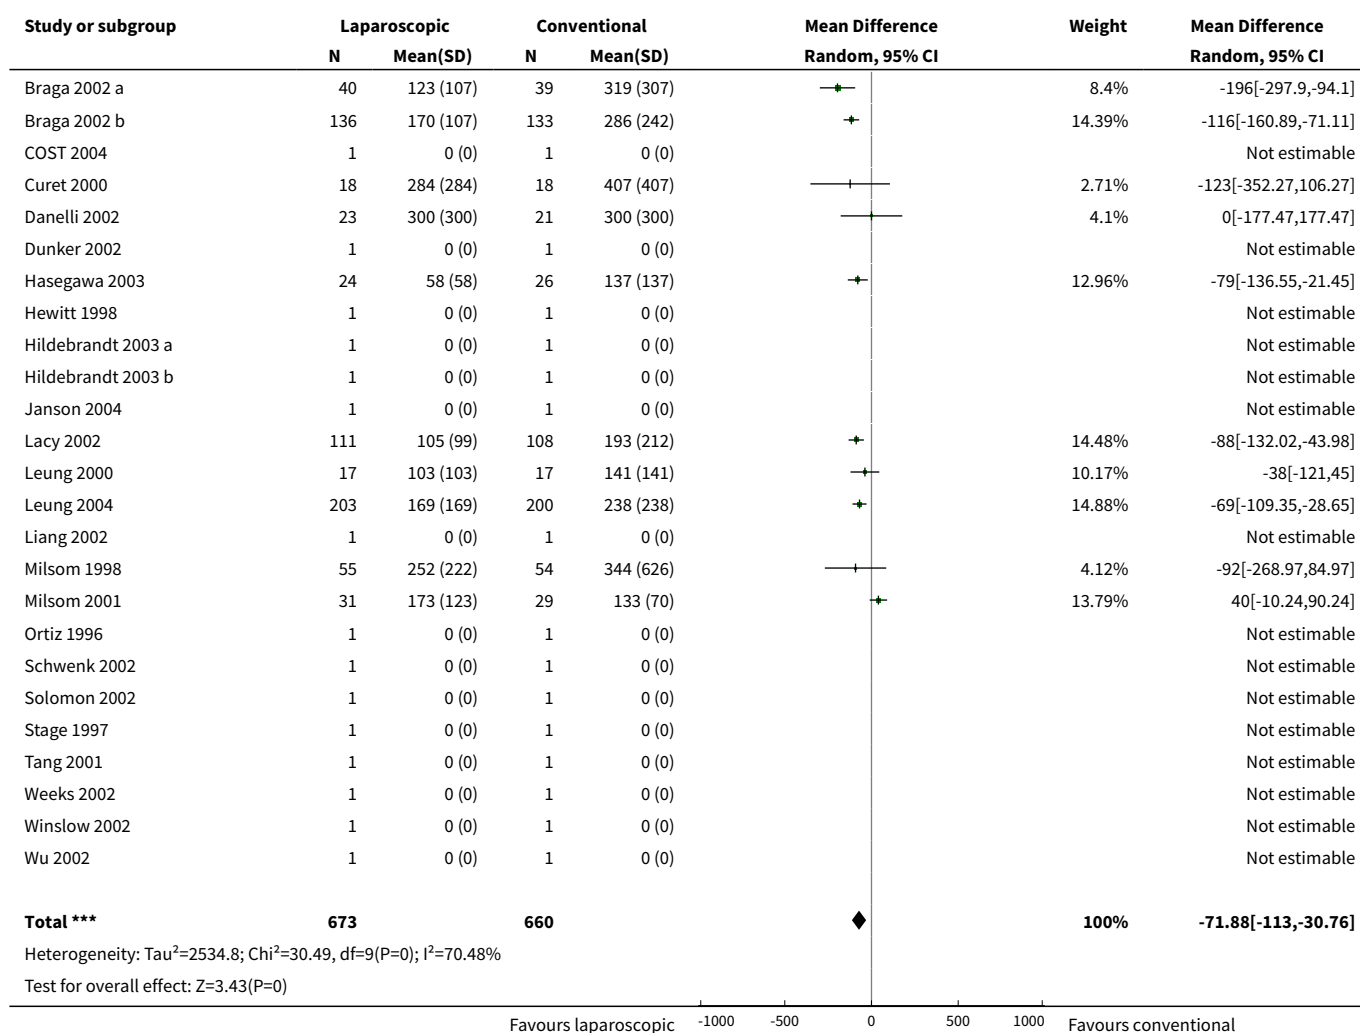 Study or subgroup Laparoscopic Conventional Mean Difference Weight Mean Difference
N Mean(SD) N Mean(SD) Random, 95% CI Random, 95% CI
Braga 2002 a 40 123 (107) 39 319 (307) 8.4% -196[-297.9,-94.1]
Braga 2002 b 136 170 (107) 133 286 (242) 14.39% -116[-160.89,-71.11]
COST 2004 1 0 (0) 1 0 (0) Not estimable
Curet 2000 18 284 (284) 18 407 (407) 2.71% -123[-352.27,106.27]
Danelli 2002 23 300 (300) 21 300 (300) 4.1% 0[-177.47,177.47]
Dunker 2002 1 0 (0) 1 0 (0) Not estimable
Hasegawa 2003 24 58 (58) 26 137 (137) 12.96% -79[-136.55,-21.45]
Hewitt 1998 1 0 (0) 1 0 (0) Not estimable
Hildebrandt 2003 a 1 0 (0) 1 0 (0) Not estimable
Hildebrandt 2003 b 1 0 (0) 1 0 (0) Not estimable
Janson 2004 1 0 (0) 1 0 (0) Not estimable
Lacy 2002 111 105 (99) 108 193 (212) 14.48% -88[-132.02,-43.98]
Leung 2000 17 103 (103) 17 141 (141) 10.17% -38[-121,45]
Leung 2004 203 169 (169) 200 238 (238) 14.88% -69[-109.35,-28.65]
Liang 2002 1 0 (0) 1 0 (0) Not estimable
Milsom 1998 55 252 (222) 54 344 (626) 4.12% -92[-268.97,84.97]
Milsom 2001 31 173 (123) 29 133 (70) 13.79% 40[-10.24,90.24]
Ortiz 1996 1 0 (0) 1 0 (0) Not estimable
Schwenk 2002 1 0 (0) 1 0 (0) Not estimable
Solomon 2002 1 0 (0) 1 0 (0) Not estimable
Stage 1997 1 0 (0) 1 0 (0) Not estimable
Tang 2001 1 0 (0) 1 0 (0) Not estimable
Weeks 2002 1 0 (0) 1 0 (0) Not estimable
Winslow 2002 1 0 (0) 1 0 (0) Not estimable
Wu 2002 1 0 (0) 1 0 (0) Not estimable
Total *** 673 660 100% -71.88[-113,-30.76]
Heterogeneity: Tau²=2534.8; Chi²=30.49, df=9(P=0); I²=70.48%
Test for overall effect: Z=3.43(P=0)
Favours laparoscopic -1000 -500 0 500 1000 Favours conventional